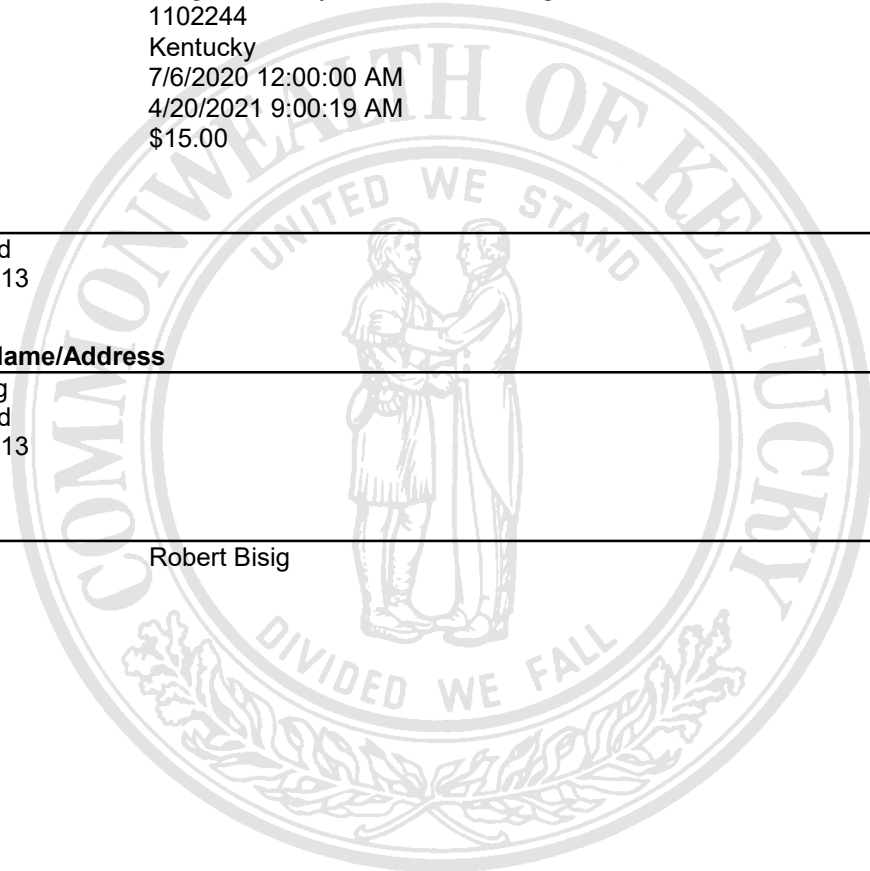 1102244
Kentucky
7/6/2020 12:00:00 AM
4/20/2021 9:00:19 AM
$15.00
d
13
lame/Address
g
d
13
Robert Bisig
COMMONWEALTH OF KENTUCKY
UNITED WE STAND
DIVIDED WE FALL